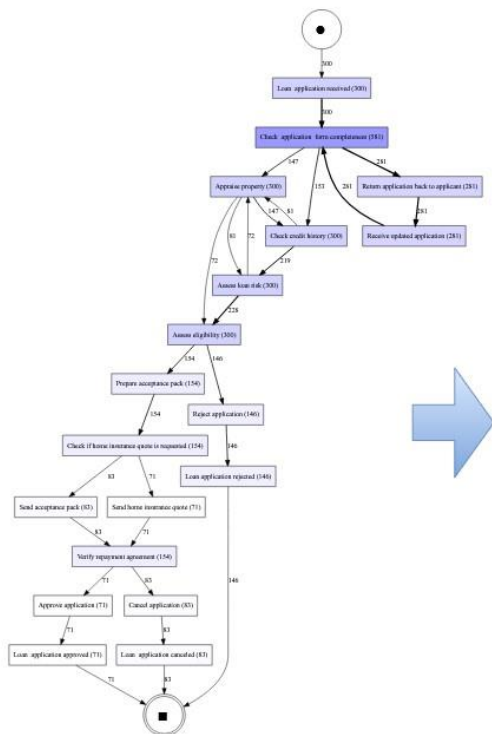 300
Loan application received (300)
300
Check application form completeness (581)
147
281
Appraise property (300)
153
281
Return application back to applicant (281)
147
81
281
81
72
Check credit history (300)
Receive updated application (281)
72
219
Assess loan risk (300)
228
Assess eligibility (300)
154
146
Prepare acceptance pack (154)
154
Reject application (146)
146
Check if home insurance quote is requested (154)
Loan application rejected (146)
83
71
Send acceptance pack (83)
Send home insurance quote (71)
83
71
Verify repayment agreement (154)
71
83
146
Approve application (71)
Cancel application (83)
71
83
Loan application approved (71)
Loan application canceled (83)
71
83